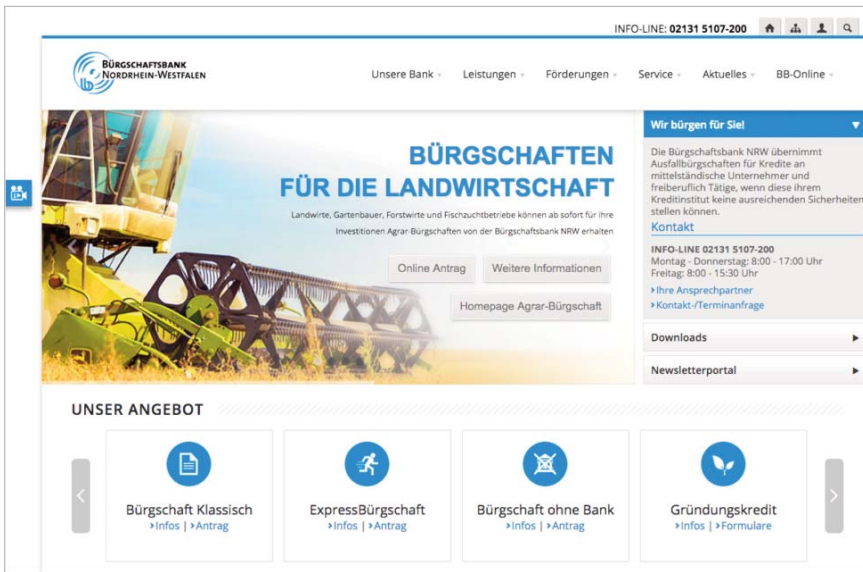 INFO-LINE: 02131 5107-200
BÜRGSCHAFTSBANK
NORDRHEIN-WESTFALEN
Unsere Bank
Leistungen
Förderungen
Service
Aktuelles
BB-Online
BÜRGSCHAFTEN
FÜR DIE LANDWIRTSCHAFT
Landwirte, Gartenbauer, Forstwirte und Fischzuchtbetriebe können ab sofort für ihre
Investitionen Agrar-Bürgschaften von der Bürgschaftsbank NRW erhalten
Online Antrag
Weitere Informationen
Homepage Agrar-Bürgschaft
Wir bürgen für Sie!
Die Bürgschaftsbank NRW übernimmt
Ausfallbürgschaften für Kredite an
mittelständische Unternehmer und
freiberuflich Tätige, wenn diese ihrem
Kreditinstitut keine ausreichenden Sicherheiten
stellen können.
Kontakt
INFO-LINE 02131 5107-200
Montag - Donnerstag: 8:00 - 17:00 Uhr
Freitag: 8:00 - 15:30 Uhr
Ihre Ansprechpartner
Kontakt-/Terminanfrage
Downloads
Newsletterportal
UNSER ANGEBOT
Bürgschaft Klassisch
Infos | Antrag
ExpressBürgschaft
Infos | Antrag
Bürgschaft ohne Bank
Infos | Antrag
Gründungskredit
Infos | Formulare